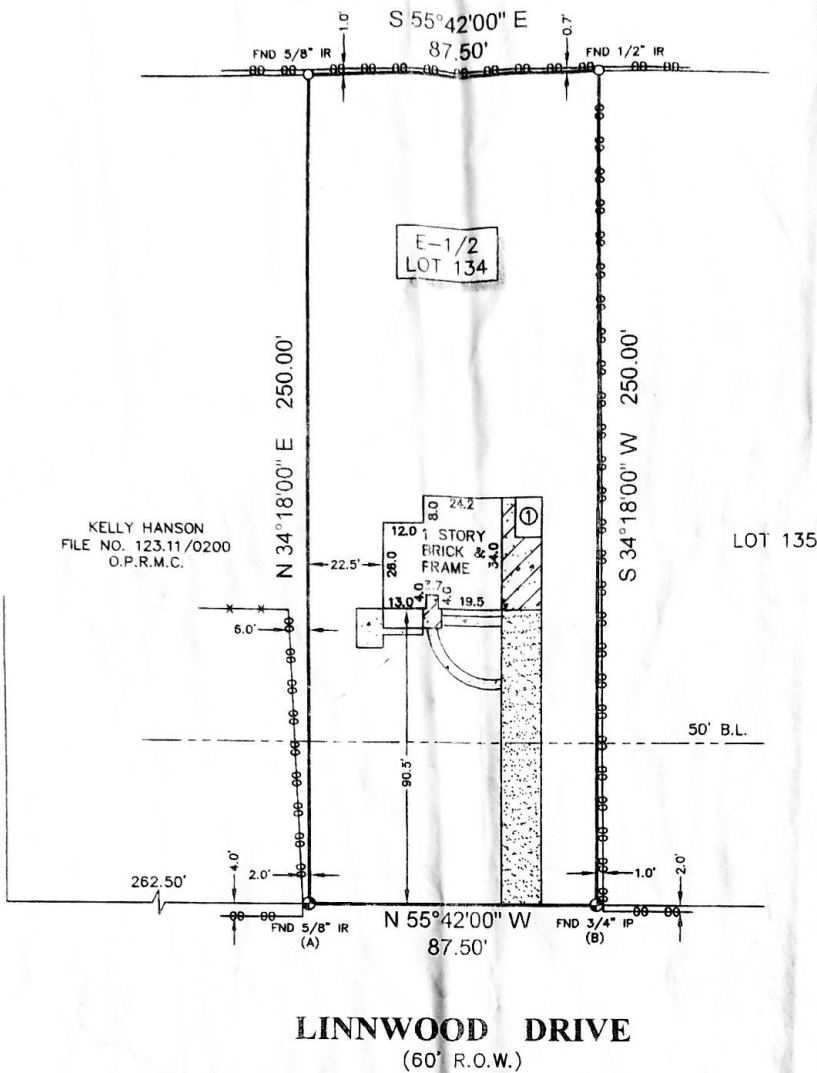 S 55°42'00" E
87.50'
1.0'
0.7'
FND 5/8" IR
FND 1/2" IR
E-1/2
LOT 134
N 34°18'00" E 250.00'
S 34°18'00" W 250.00'
KELLY HANSON
FILE NO. 123.11/0200
O.P.R.M.C.
LOT 135
24.2
8.0
12.0
1
1 STORY
BRICK &
FRAME
28.0
34.0
22.5'
3.7
4.0
4.0
13.0
19.5
6.0'
50' B.L.
90.5'
262.50'
4.0'
2.0'
1.0'
2.0'
FND 5/8" IR
(A)
N 55°42'00" W
87.50'
FND 3/4" IP
(B)
LINNWOOD DRIVE
(60' R.O.W.)